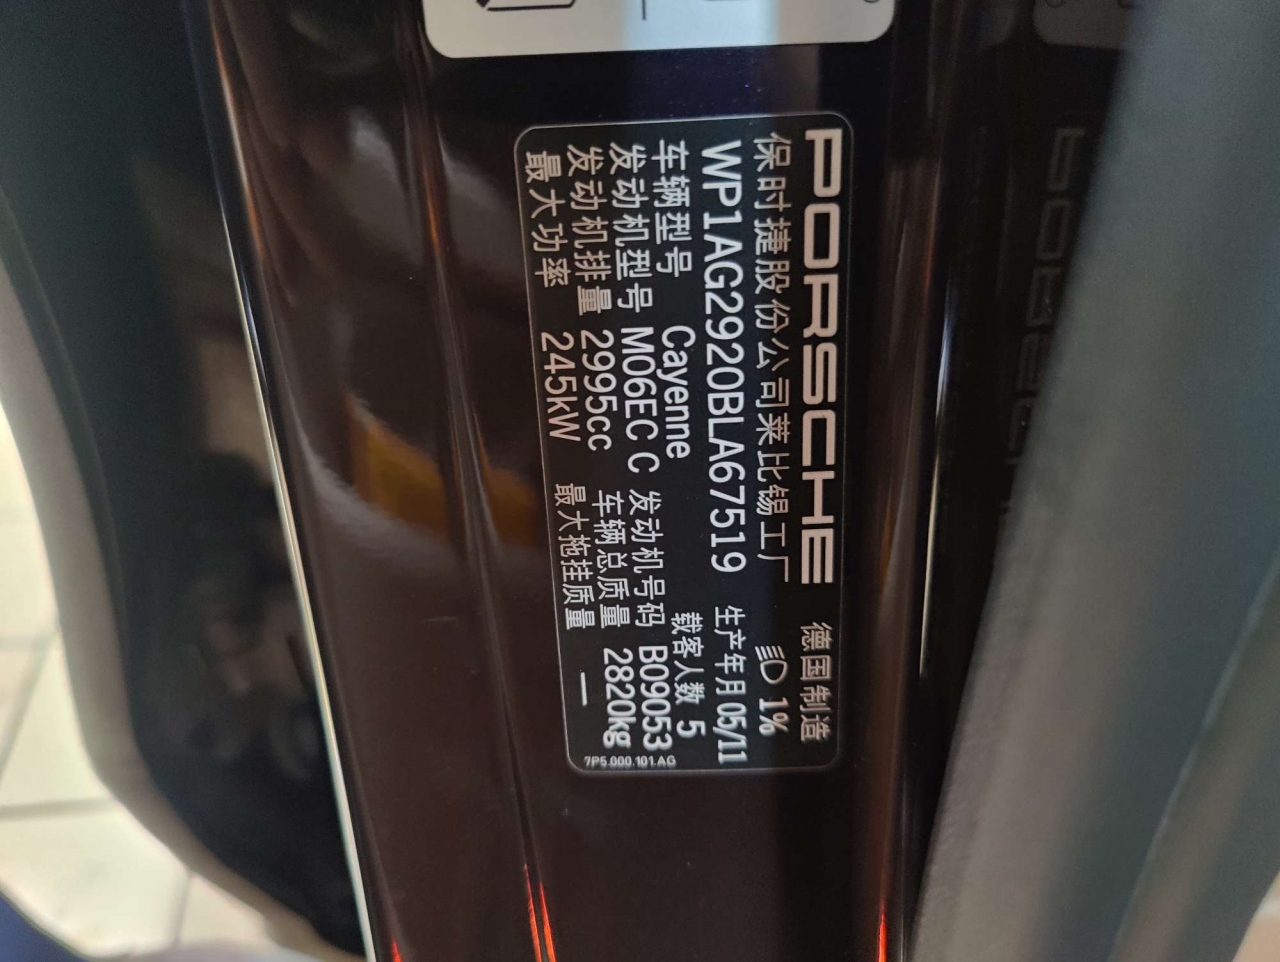 PORSCHE 德国制造
保时捷股份公司莱比锡工厂 1%
WP1AG2920BLA67519 生产年月 05/11
车辆型号 Cayenne 载客人数 5
发动机型号 M06EC C 发动机号码 B09053
发动机排量 2995cc 车辆总质量 2820kg
最大功率 245kW 最大拖挂质量 —
7P5.000.101.AG